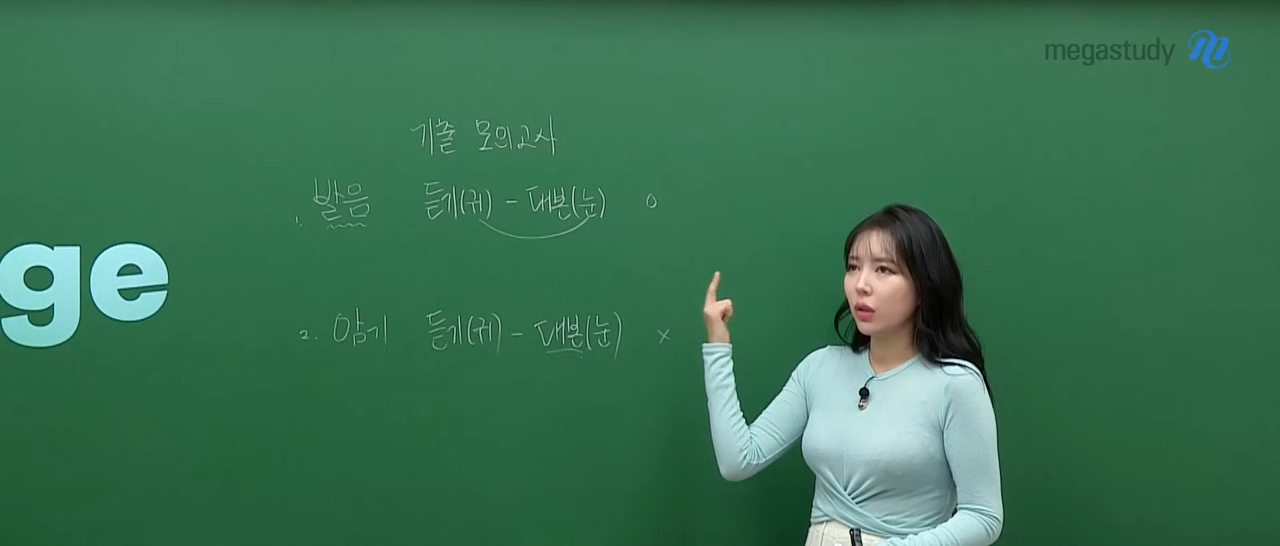 megastudy
기출 모의고사
1. 발음 듣기(귀) - 대본(눈) o
ge
2. 암기 듣기(귀) - 대본(눈) x